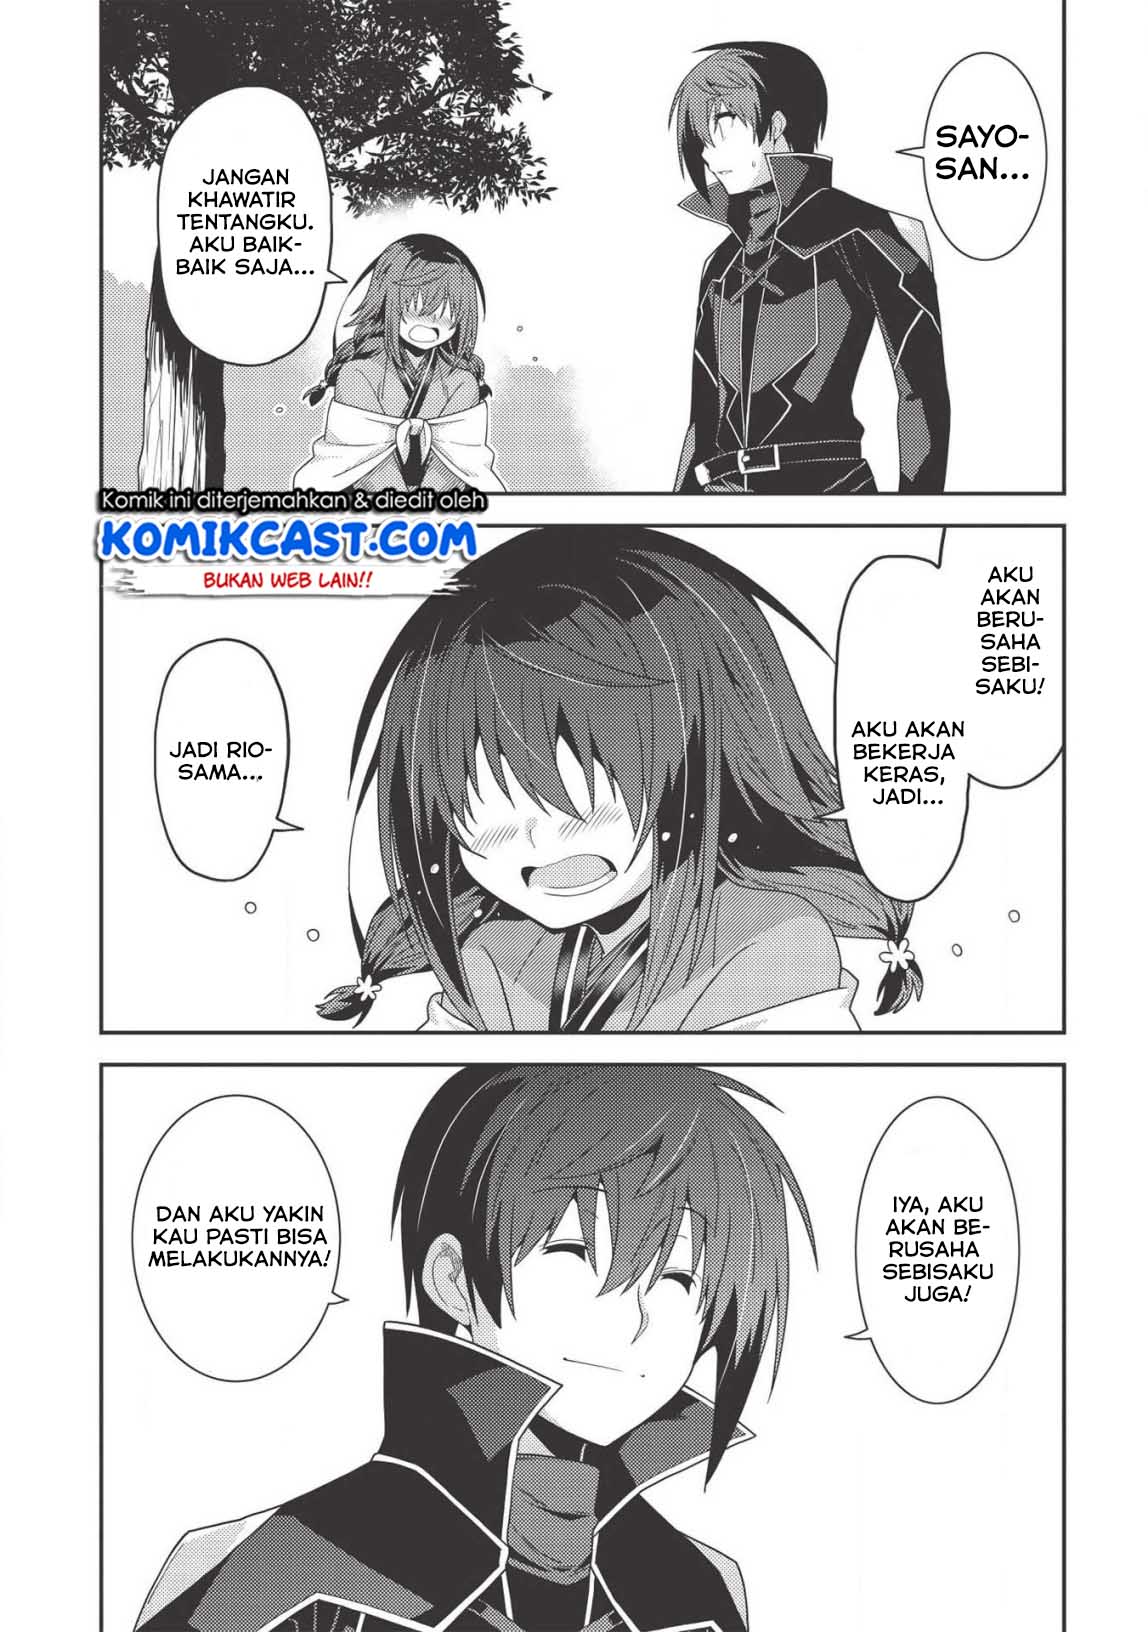 SAYO-
SAN...
JANGAN
KHAWATIR
TENTANGKU.
AKU BAIK-
BAIK SAJA...
Komik ini diterjemahkan & diedit oleh
KOMIKCAST.COM
BUKAN WEB LAIN!!
AKU
AKAN
BERU-
SAHA
SEBI-
SAKU!
AKU AKAN
BEKERJA
KERAS,
JADI...
JADI RIO-
SAMA...
IYA, AKU
AKAN BE-
RUSAHA
SEBISAKU
JUGA!
DAN AKU YAKIN
KAU PASTI BISA
MELAKUKANNYA!